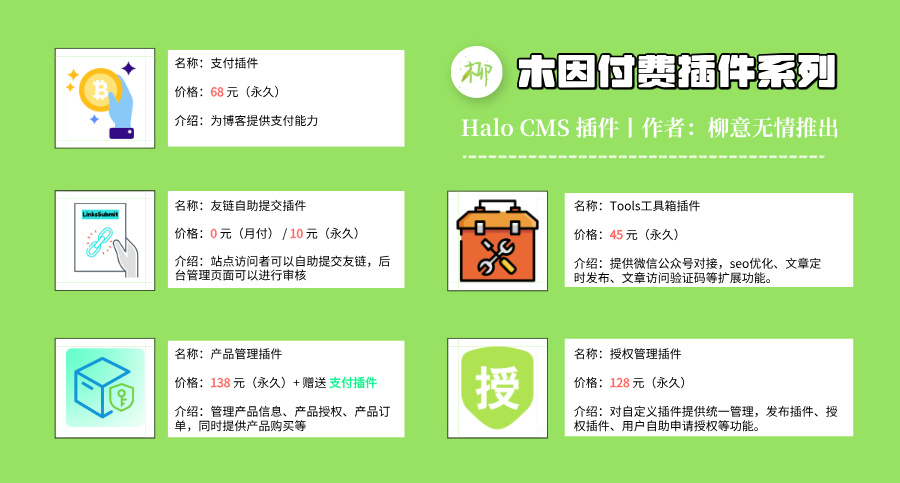 柳
木因付费插件系列
Halo CMS 插件丨作者：柳意无情推出
名称：支付插件
价格：68 元（永久）
介绍：为博客提供支付能力
LinksSubmit
名称：友链自助提交插件
价格：0 元（月付） / 10 元（永久）
介绍：站点访问者可以自助提交友链，后
台管理页面可以进行审核
名称：Tools工具箱插件
价格：45 元（永久）
介绍：提供微信公众号对接，seo优化、文章定
时发布、文章访问验证码等扩展功能。
名称：产品管理插件
价格：138 元（永久）+ 赠送 支付插件
介绍：管理产品信息、产品授权、产品订
单，同时提供产品购买等
授
名称：授权管理插件
价格：128 元（永久）
介绍：对自定义插件提供统一管理，发布插件、授
权插件、用户自助申请授权等功能。